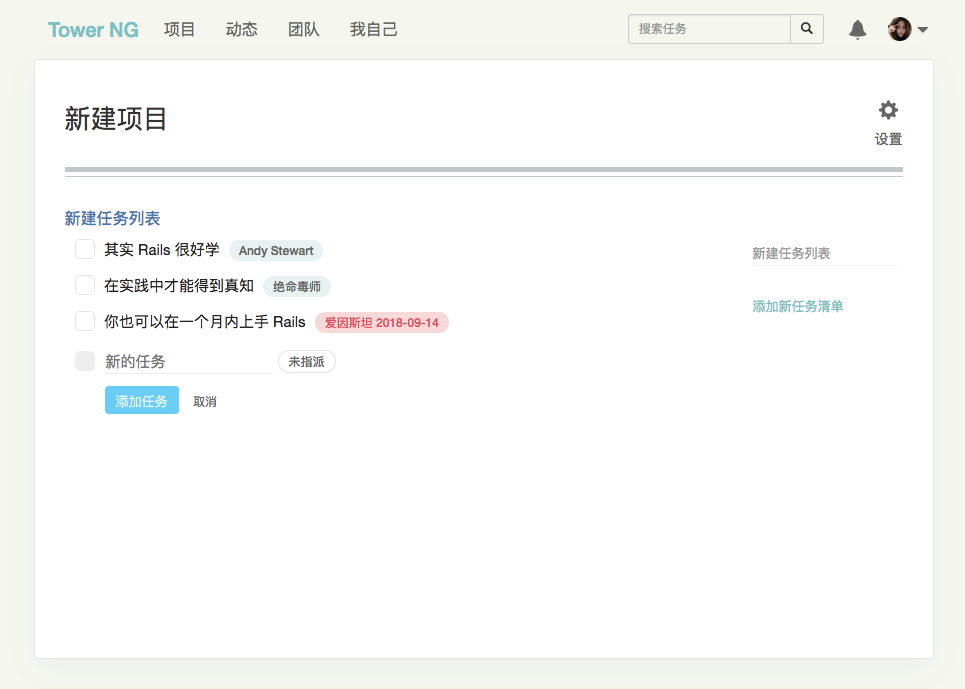 Tower NG 项目 动态 团队 我自己 搜索任务
新建项目
设置
新建任务列表
其实 Rails 很好学 Andy Stewart
在实践中才能得到真知 绝命毒师
你也可以在一个月内上手 Rails 爱因斯坦 2018-09-14
新的任务 未指派
添加任务 取消
新建任务列表
添加新任务清单